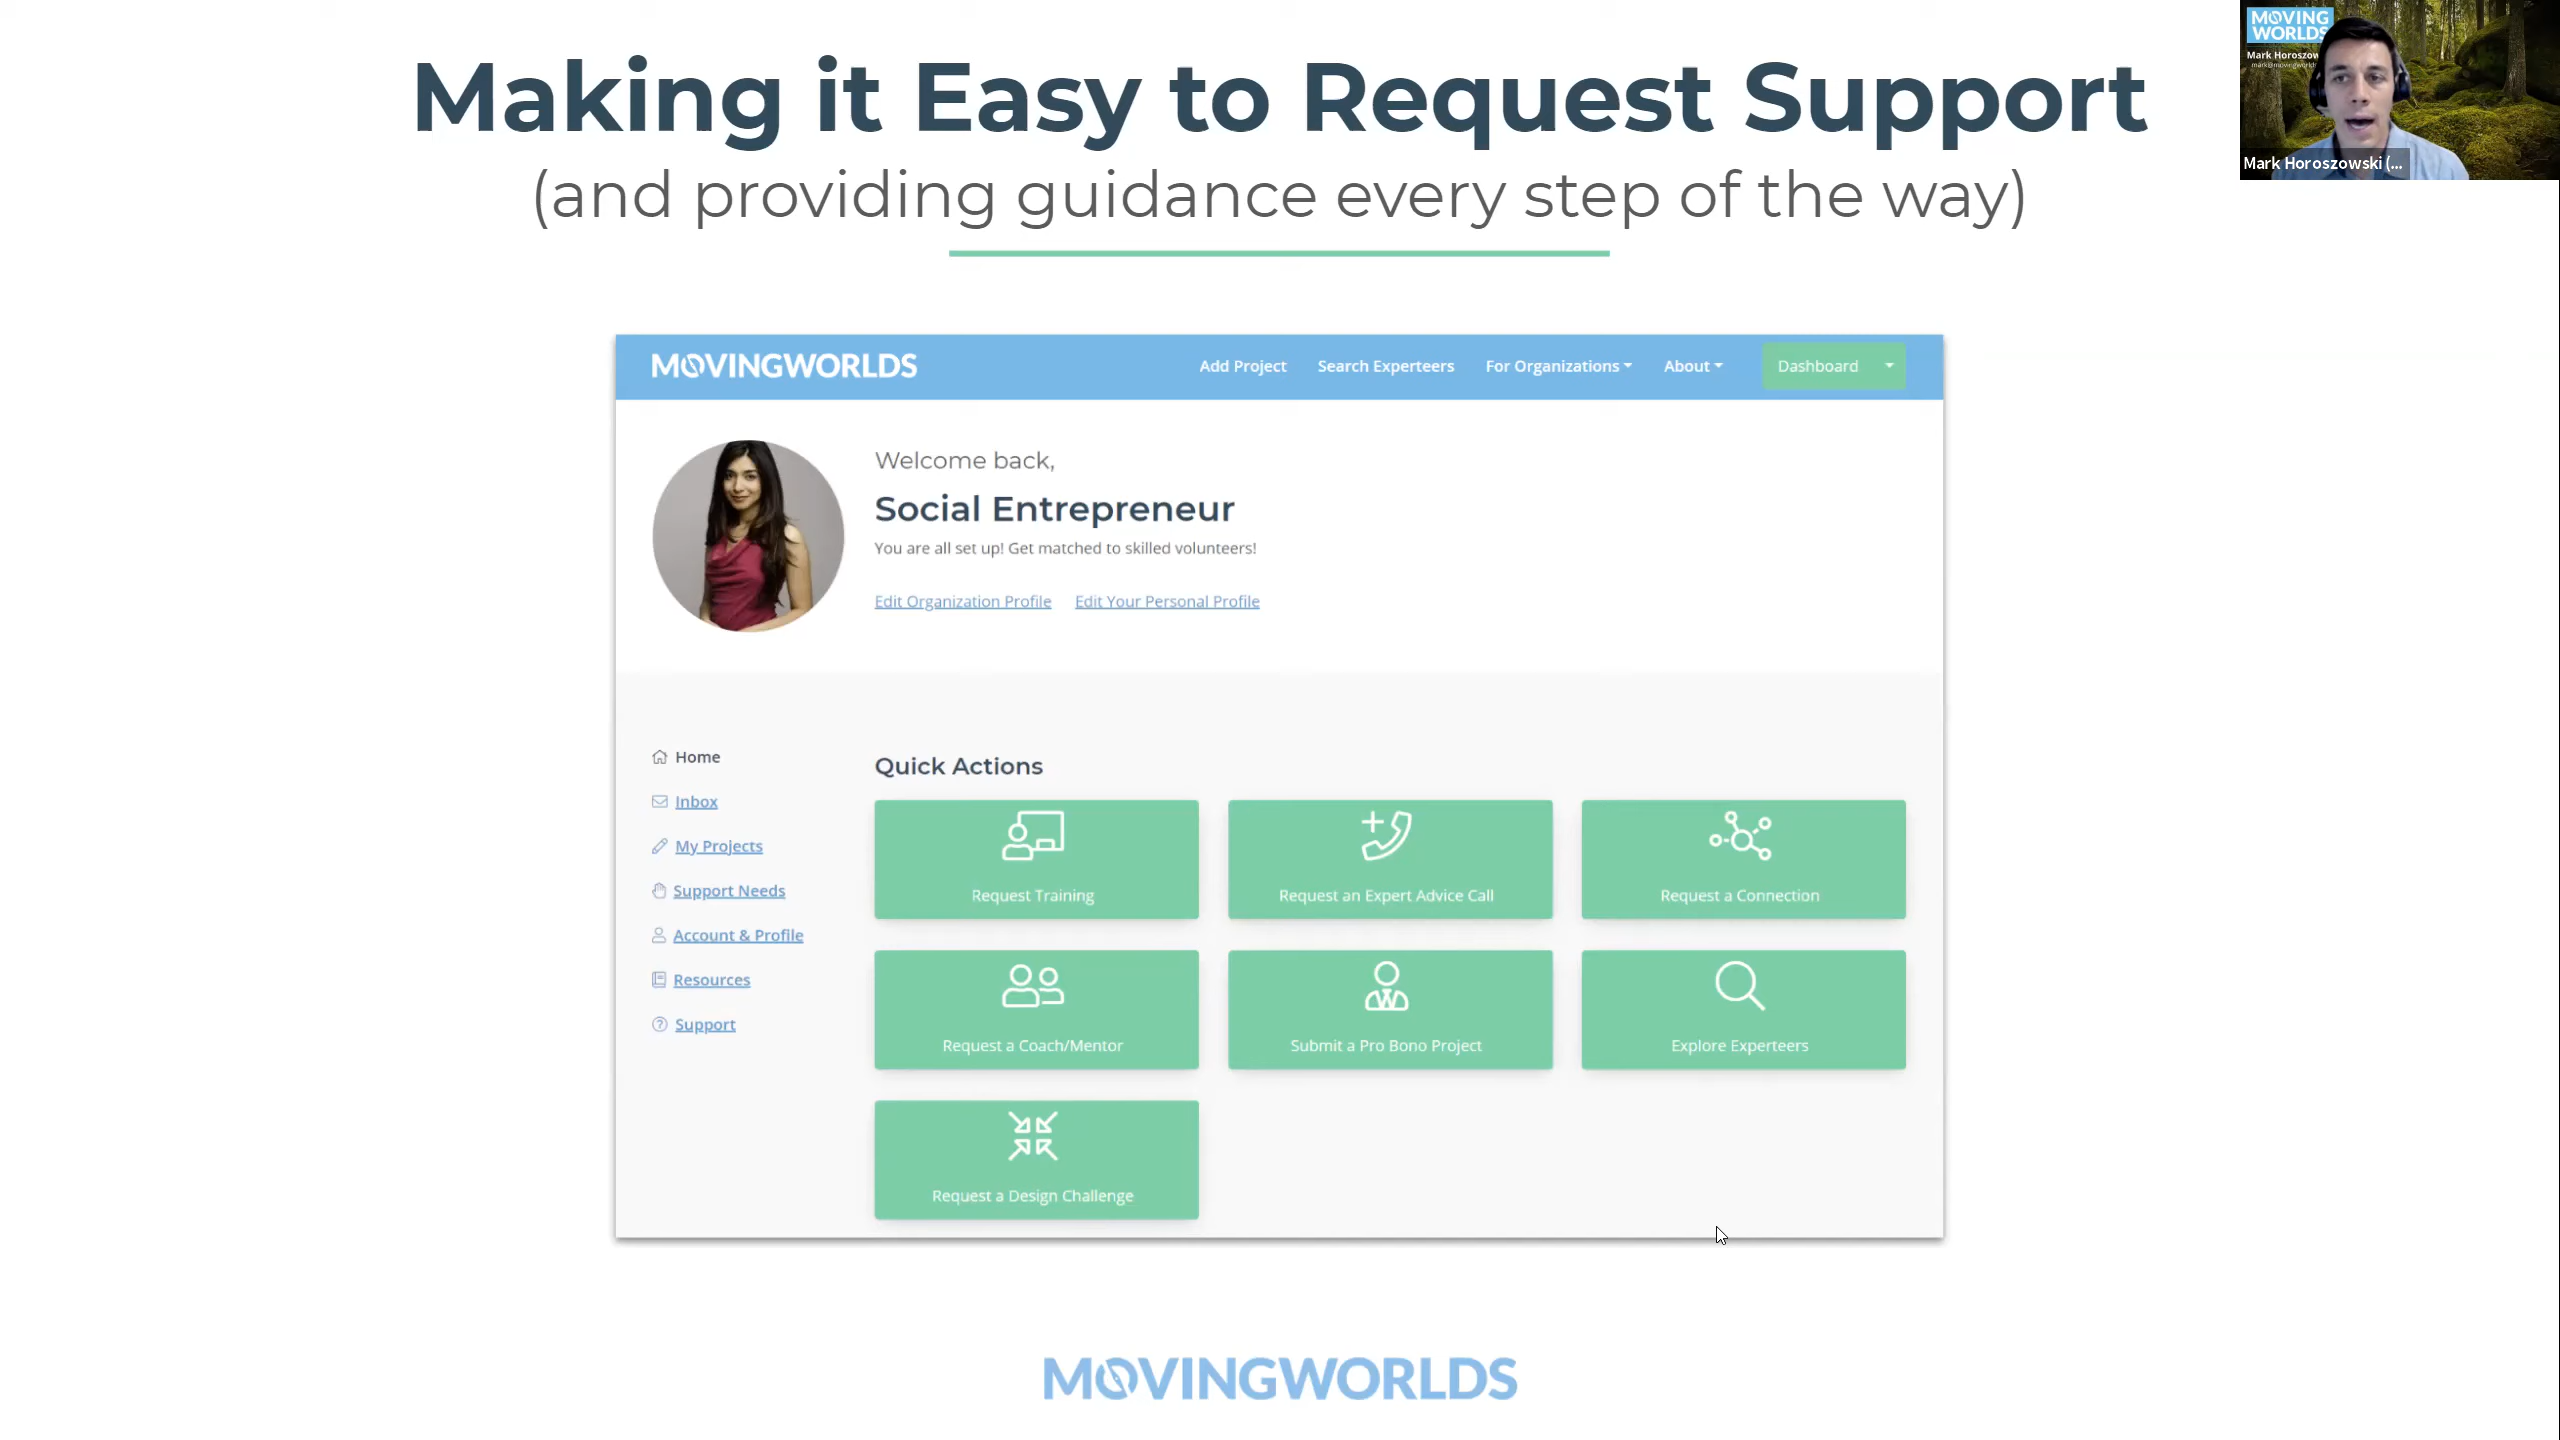 Making it Easy to Request Support
(and providing guidance every step of the way)
MOVING
WORLDS
Mark Horoszow
Mark Horoszowski (...
MOVINGWORLDS
Add Project
Search Experteers
For Organizations
About
Dashboard
Welcome back,
Social Entrepreneur
You are all set up! Get matched to skilled volunteers!
Edit Organization Profile
Edit Your Personal Profile
Home
Inbox
My Projects
Support Needs
Account & Profile
Resources
Support
Quick Actions
Request Training
Request an Expert Advice Call
Request a Connection
Request a Coach/Mentor
Submit a Pro Bono Project
Explore Experteers
Request a Design Challenge
MOVINGWORLDS